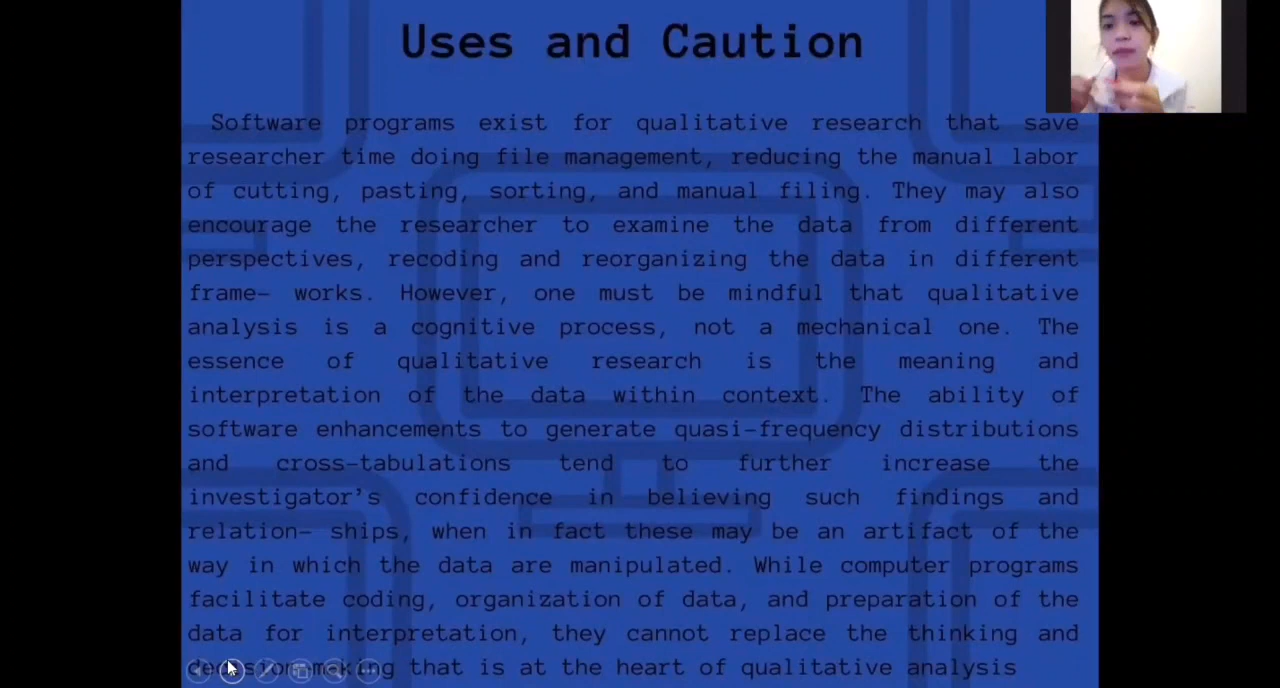 Uses and Caution
Software programs exist for qualitative research that save
researcher time doing file management, reducing the manual labor
of cutting, pasting, sorting, and manual filing. They may also
encourage the researcher to examine the data from different
perspectives, recoding and reorganizing the data in different
frame- works. However, one must be mindful that qualitative
analysis is a cognitive process, not a mechanical one. The
essence of qualitative research is the meaning and
interpretation of the data within context. The ability of
software enhancements to generate quasi-frequency distributions
and cross-tabulations tend to further increase the
investigator's confidence in believing such findings and
relation- ships, when in fact these may be an artifact of the
way in which the data are manipulated. While computer programs
facilitate coding, organization of data, and preparation of the
data for interpretation, they cannot replace the thinking and
decision-making that is at the heart of qualitative analysis